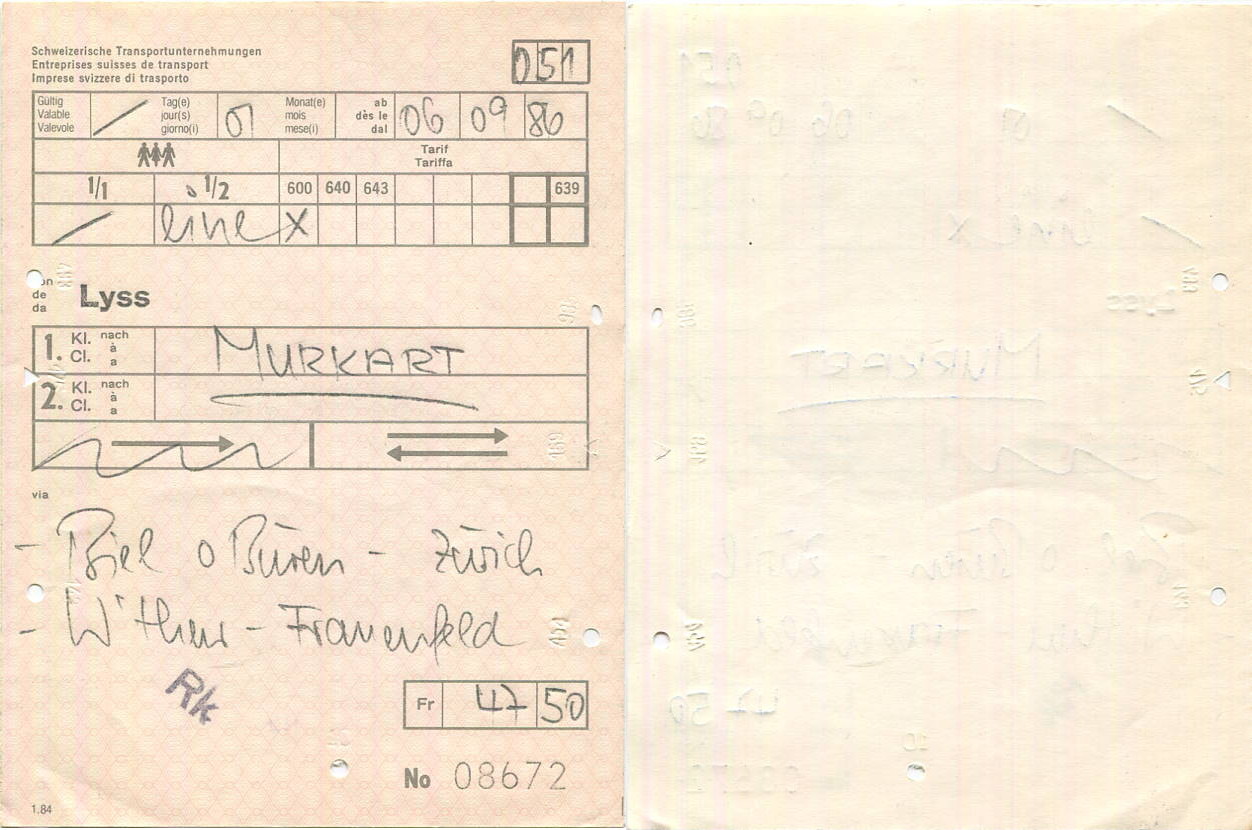 Schweizerische Transportunternehmungen
Entreprises suisses de transport
Imprese svizzere di trasporto
051
Gültig Valable Valevole / Tag(e) jour(s) giorno(i) 01 Monat(e) mois mese(i) ab dès le dal 06 09 86
Tarif
Tariffa
1/1 1/2 600 640 643 639
/ eine X
von
de
da
Lyss
1. Kl. Cl. nach à a
MURKART
2. Kl. Cl. nach à a
via
- Biel o Büren - Zürich
- W'thur - Frauenfeld
Rk
Fr 47 50
No 08672
1.84